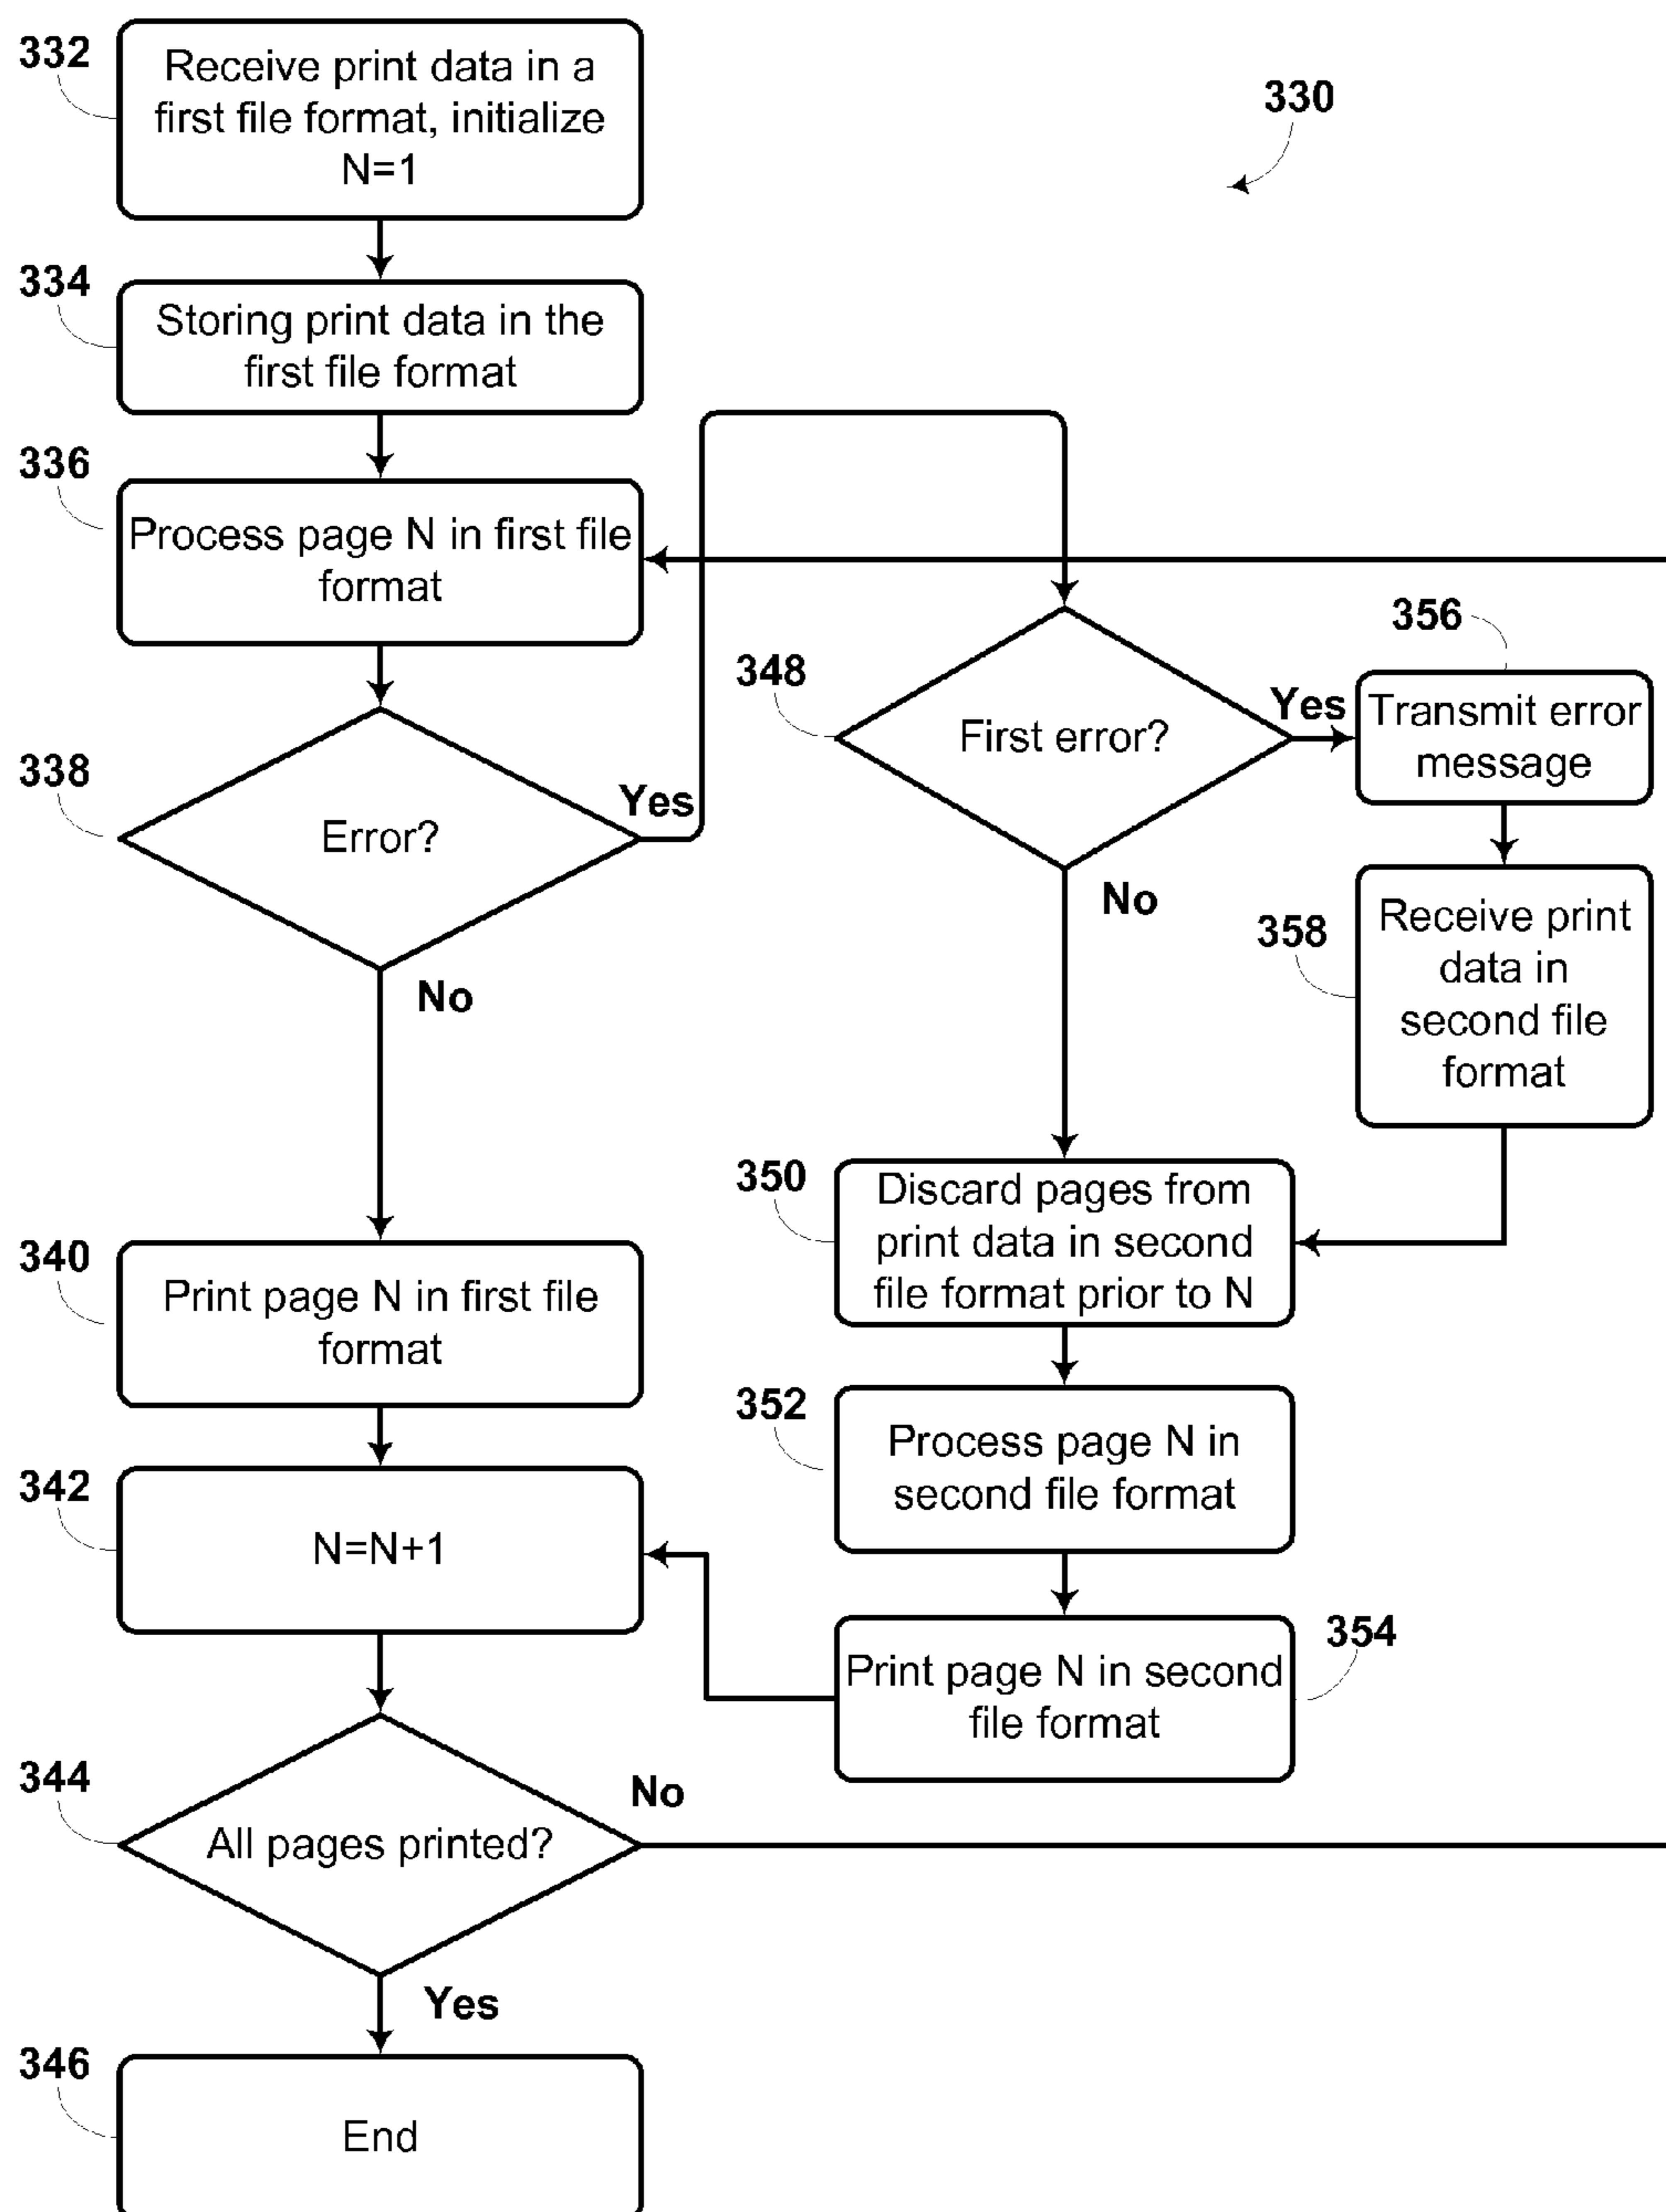 332
Receive print data in a
first file format, initialize
N=1
330
334
Storing print data in the
first file format
336
Process page N in first file
format
338
Error?
Yes
No
348
First error?
Yes
No
356
Transmit error
message
358
Receive print
data in
second file
format
350
Discard pages from
print data in second
file format prior to N
340
Print page N in first file
format
352
Process page N in
second file format
342
N=N+1
354
Print page N in second
file format
344
All pages printed?
No
Yes
346
End